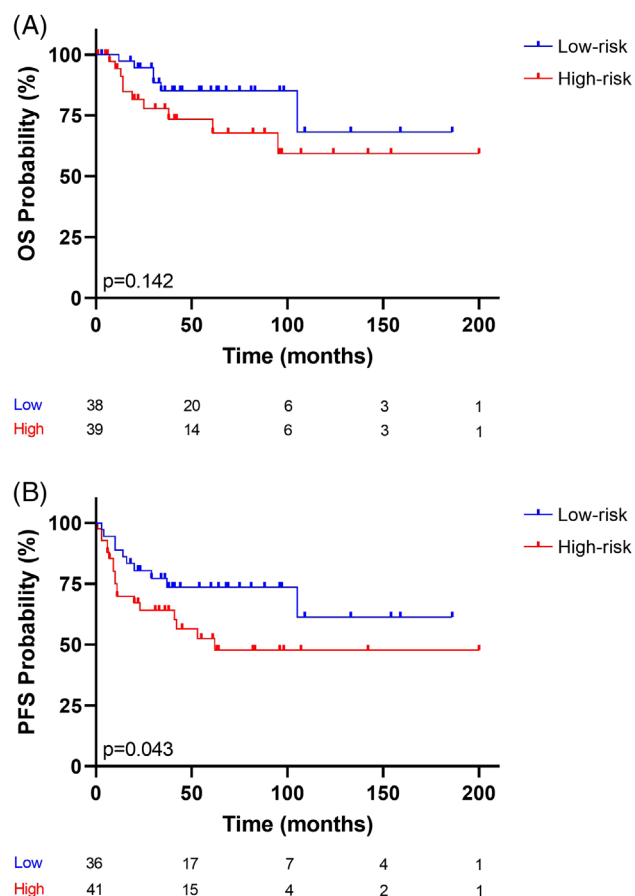 (A)
100
75
50
25
0
OS Probability (%)
p=0.142
0 50 100 150 200
Time (months)
Low-risk
High-risk
Low 38 20 6 3 1
High 39 14 6 3 1
(B)
100
75
50
25
0
PFS Probability (%)
p=0.043
0 50 100 150 200
Time (months)
Low-risk
High-risk
Low 36 17 7 4 1
High 41 15 4 2 1